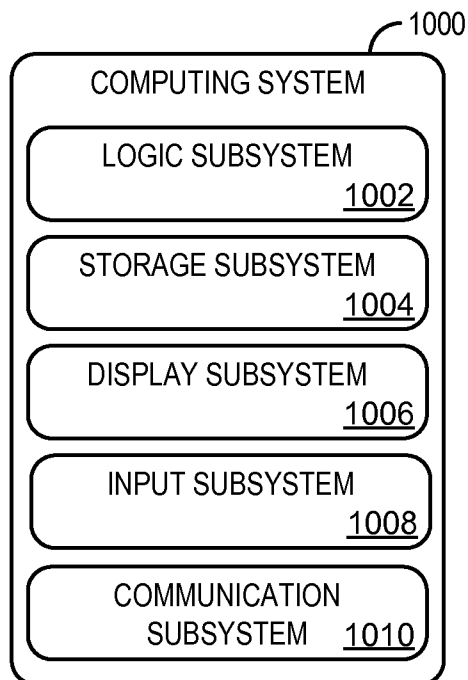 1000
COMPUTING SYSTEM
LOGIC SUBSYSTEM
1002
STORAGE SUBSYSTEM
1004
DISPLAY SUBSYSTEM
1006
INPUT SUBSYSTEM
1008
COMMUNICATION
SUBSYSTEM 1010